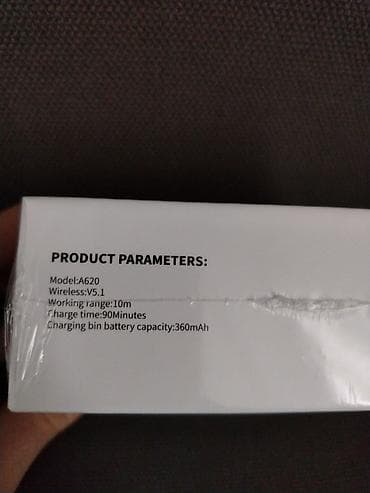 PRODUCT PARAMETERS:
Model:A620
Wireless:V5.1
Working range:10m
Charge time:90Minutes
Charging bin battery capacity:360mAh